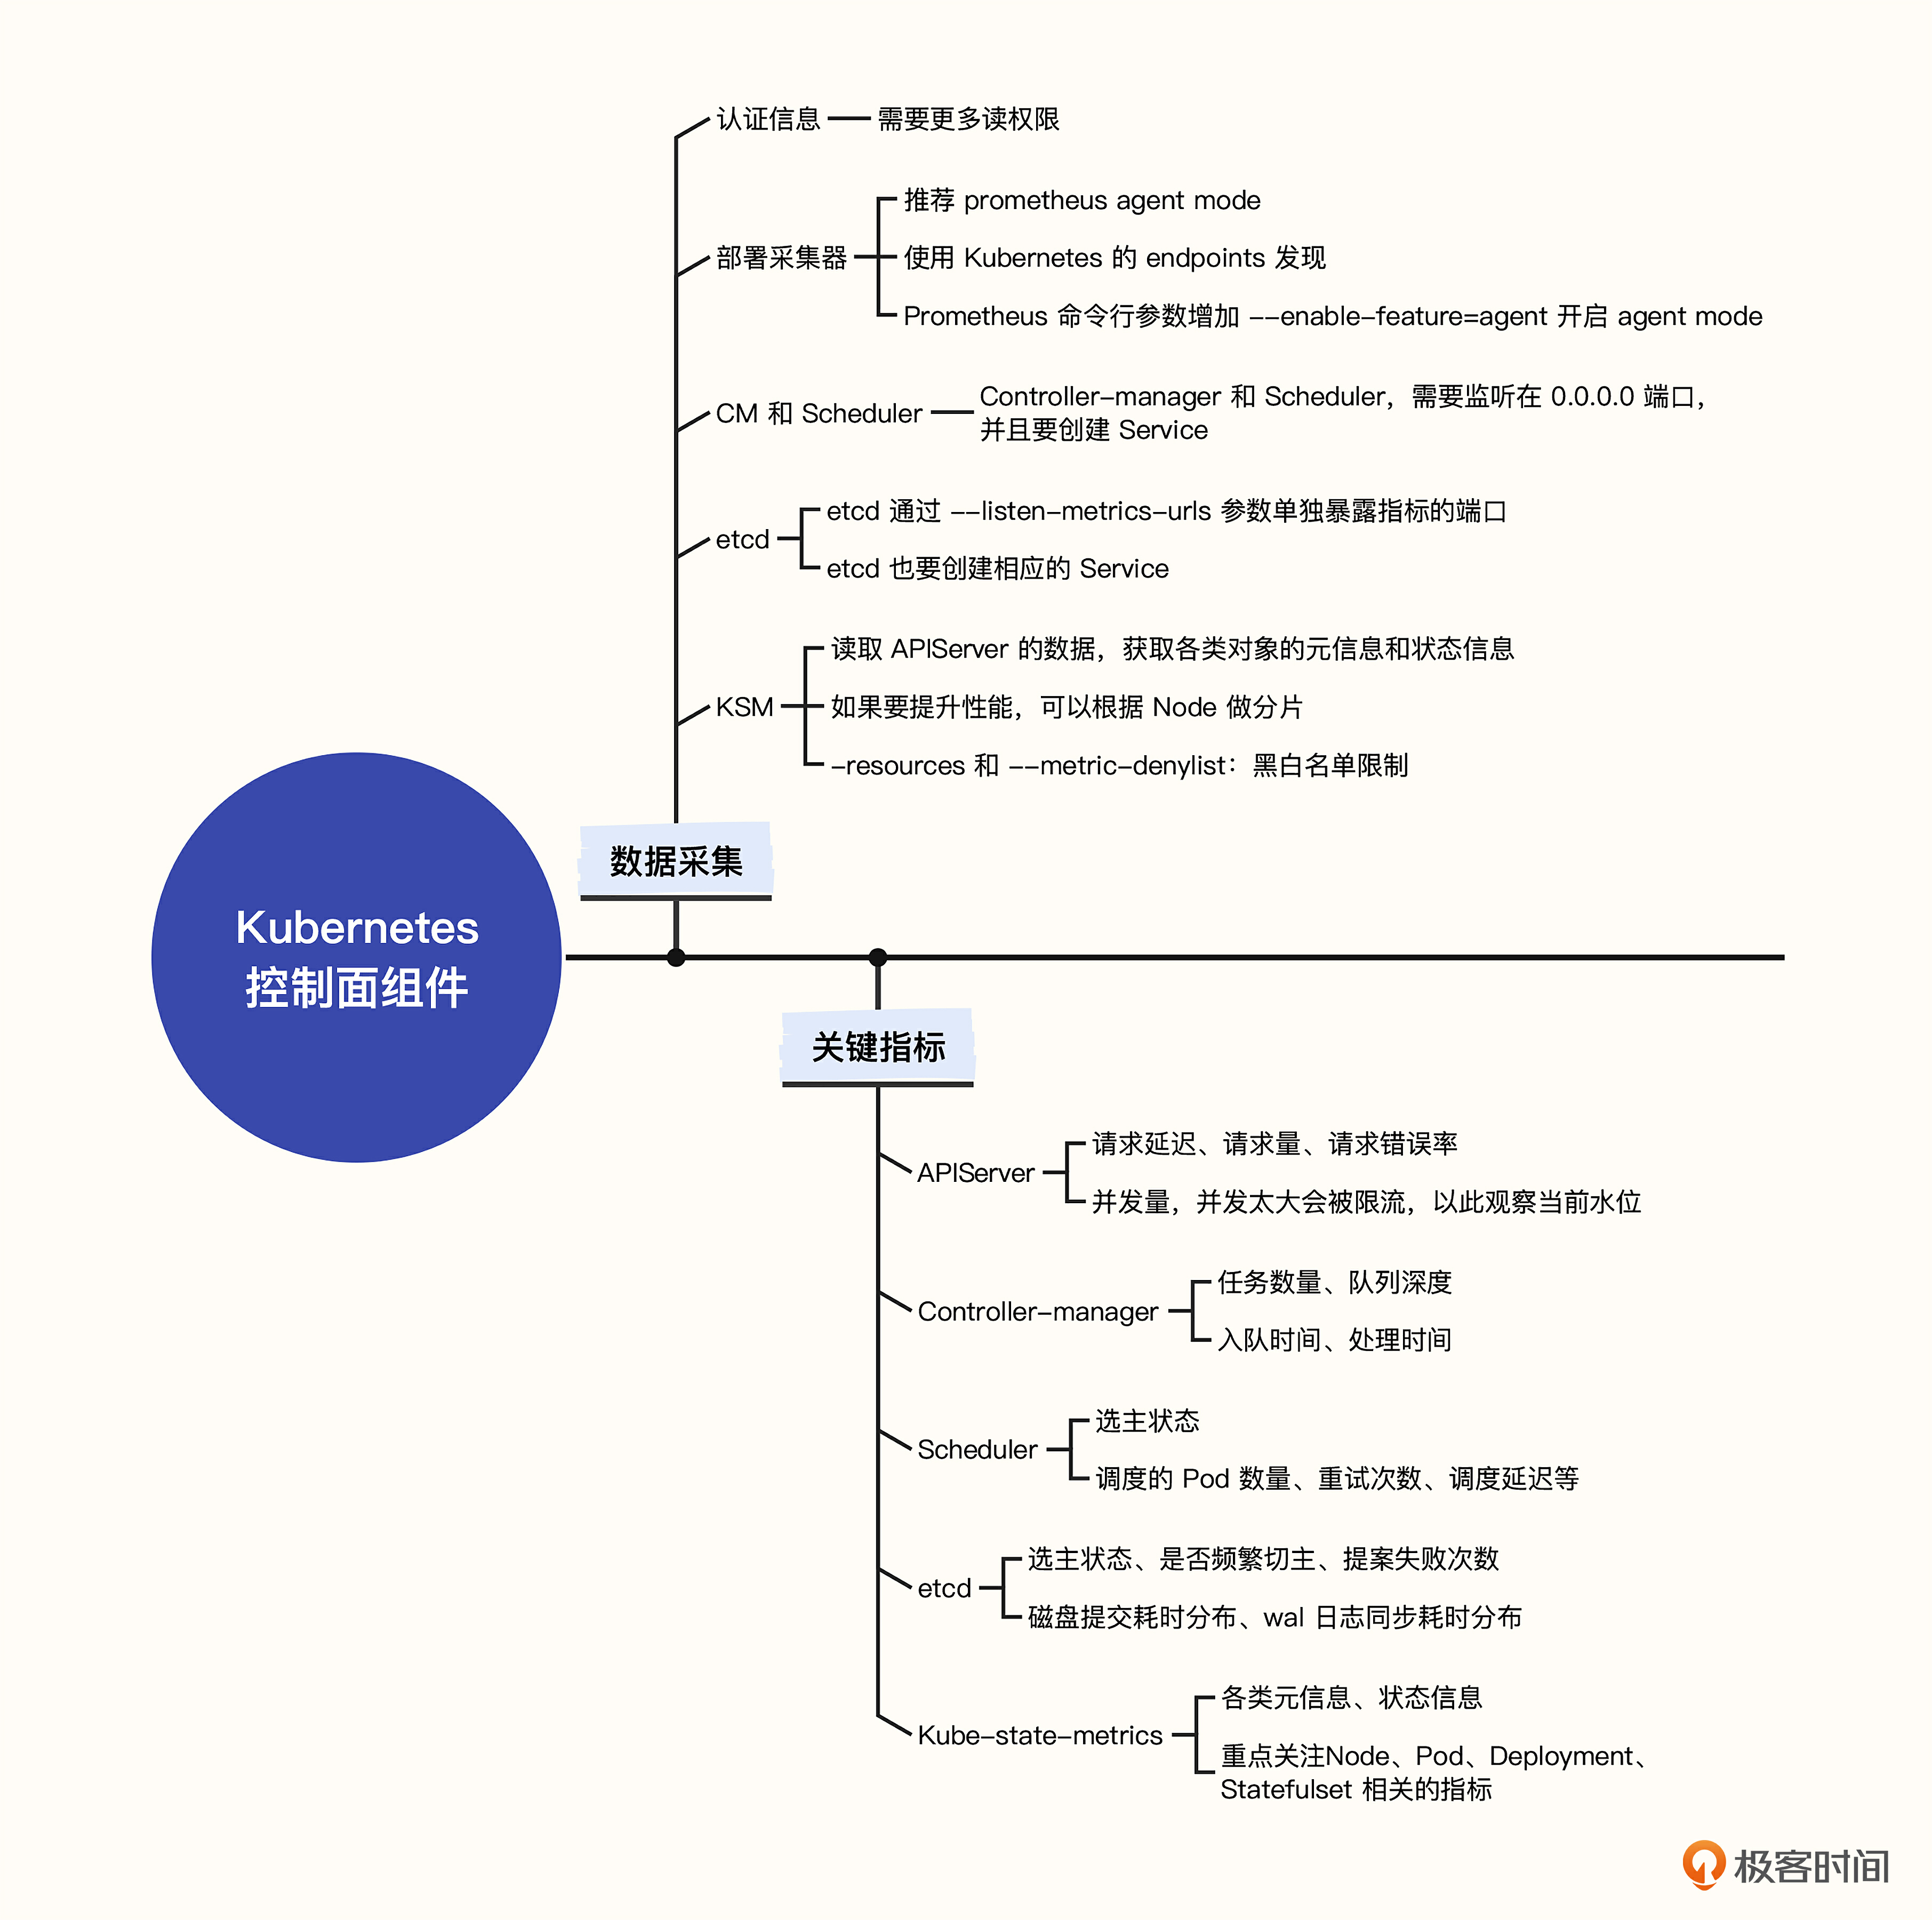 认证信息
需要更多读权限
部署采集器
推荐 prometheus agent mode
使用 Kubernetes 的 endpoints 发现
Prometheus 命令行参数增加 --enable-feature=agent 开启 agent mode
CM 和 Scheduler
Controller-manager 和 Scheduler，需要监听在 0.0.0.0 端口，
并且要创建 Service
etcd
etcd 通过 --listen-metrics-urls 参数单独暴露指标的端口
etcd 也要创建相应的 Service
KSM
读取 APIServer 的数据，获取各类对象的元信息和状态信息
如果要提升性能，可以根据 Node 做分片
-resources 和 --metric-denylist：黑白名单限制
数据采集
Kubernetes
控制面组件
关键指标
APIServer
请求延迟、请求量、请求错误率
并发量，并发太大会被限流，以此观察当前水位
Controller-manager
任务数量、队列深度
入队时间、处理时间
Scheduler
选主状态
调度的 Pod 数量、重试次数、调度延迟等
etcd
选主状态、是否频繁切主、提案失败次数
磁盘提交耗时分布、wal 日志同步耗时分布
Kube-state-metrics
各类元信息、状态信息
重点关注Node、Pod、Deployment、
Statefulset 相关的指标
极客时间